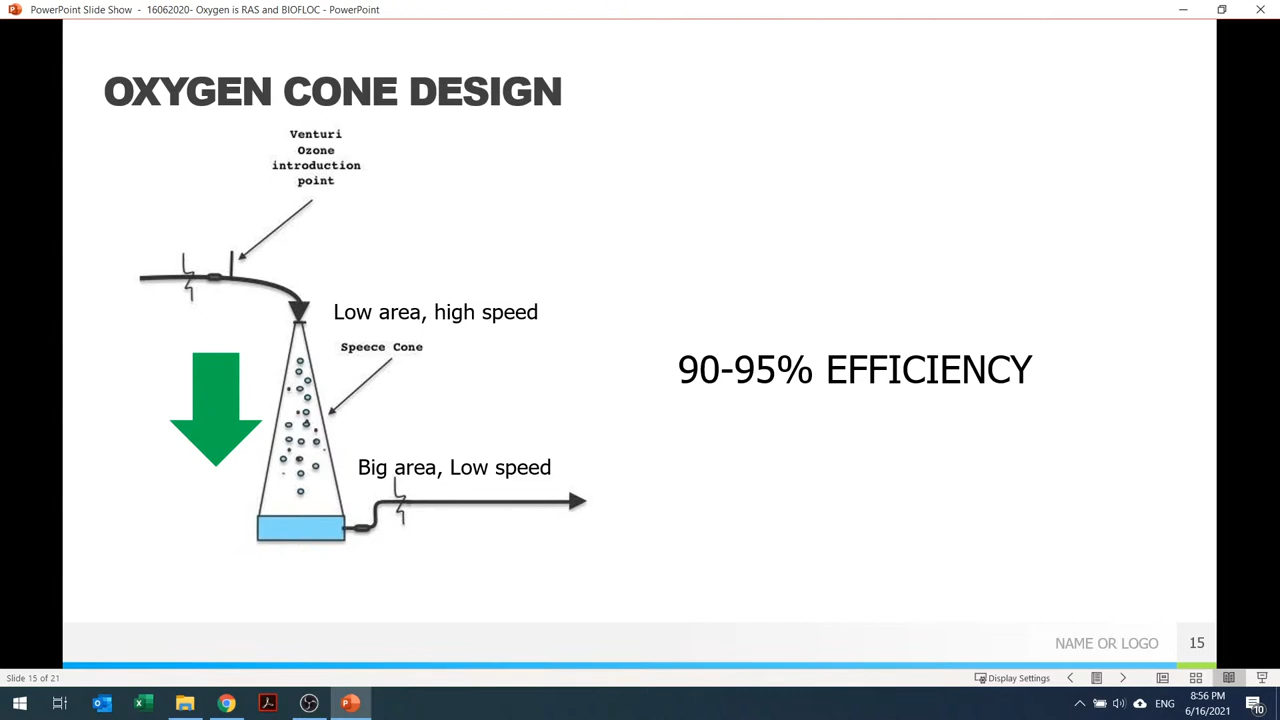 PowerPoint Slide Show - 16062020- Oxygen is RAS and BIOFLOC - PowerPoint
OXYGEN CONE DESIGN
Venturi
Ozone
introduction
point
Low area, high speed
Speece Cone
90-95% EFFICIENCY
Big area, Low speed
NAME OR LOGO
15
Slide 15 of 21
Display Settings
8:56 PM
ENG
6/16/2021
10